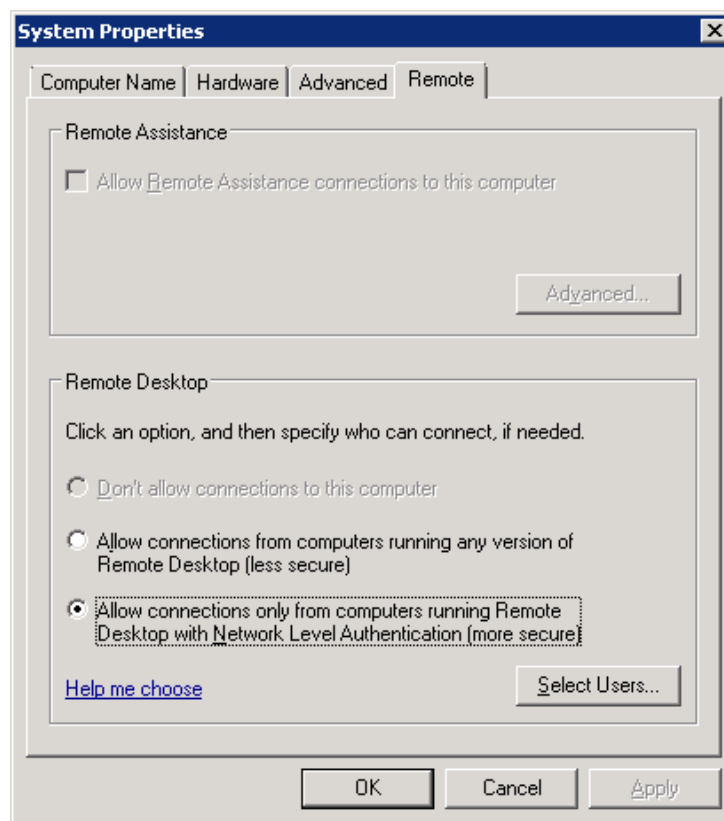 System Properties
Computer Name Hardware Advanced Remote
Remote Assistance
Allow Remote Assistance connections to this computer
Advanced...
Remote Desktop
Click an option, and then specify who can connect, if needed.
Don't allow connections to this computer
Allow connections from computers running any version of
Remote Desktop (less secure)
Allow connections only from computers running Remote
Desktop with Network Level Authentication (more secure)
Help me choose
Select Users...
OK Cancel Apply